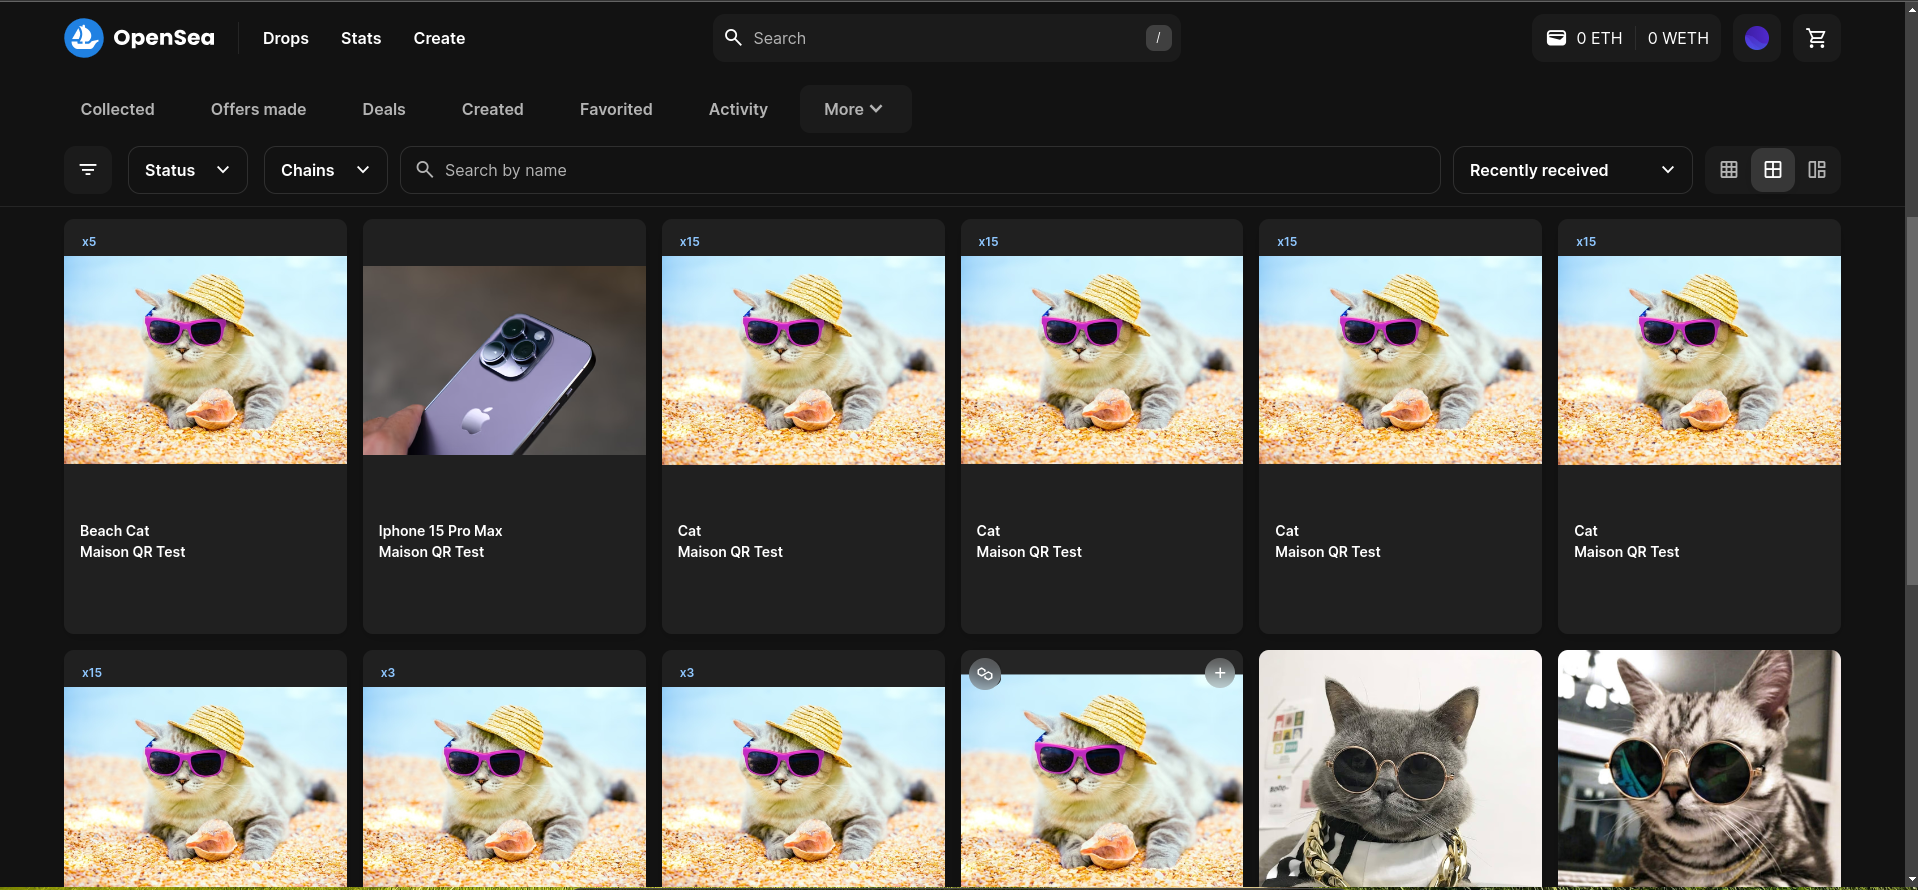 OpenSea
Drops
Stats
Create
Search
/
0 ETH
0 WETH
Collected
Offers made
Deals
Created
Favorited
Activity
More
Status
Chains
Search by name
Recently received
x5
x15
x15
x15
x15
Beach Cat
Maison QR Test
Iphone 15 Pro Max
Maison QR Test
Cat
Maison QR Test
Cat
Maison QR Test
Cat
Maison QR Test
Cat
Maison QR Test
x15
x3
x3